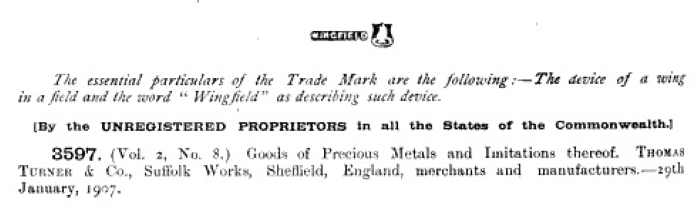 WINGFIELD
The essential particulars of the Trade Mark are the following:—The device of a wing
in a field and the word "Wingfield" as describing such device.
[By the UNREGISTERED PROPRIETORS in all the States of the Commonwealth.]
3597. (Vol. 2, No. 8.) Goods of Precious Metals and Imitations thereof. THOMAS
TURNER & Co., Suffolk Works, Sheffield, England, merchants and manufacturers.—29th
January, 1907.